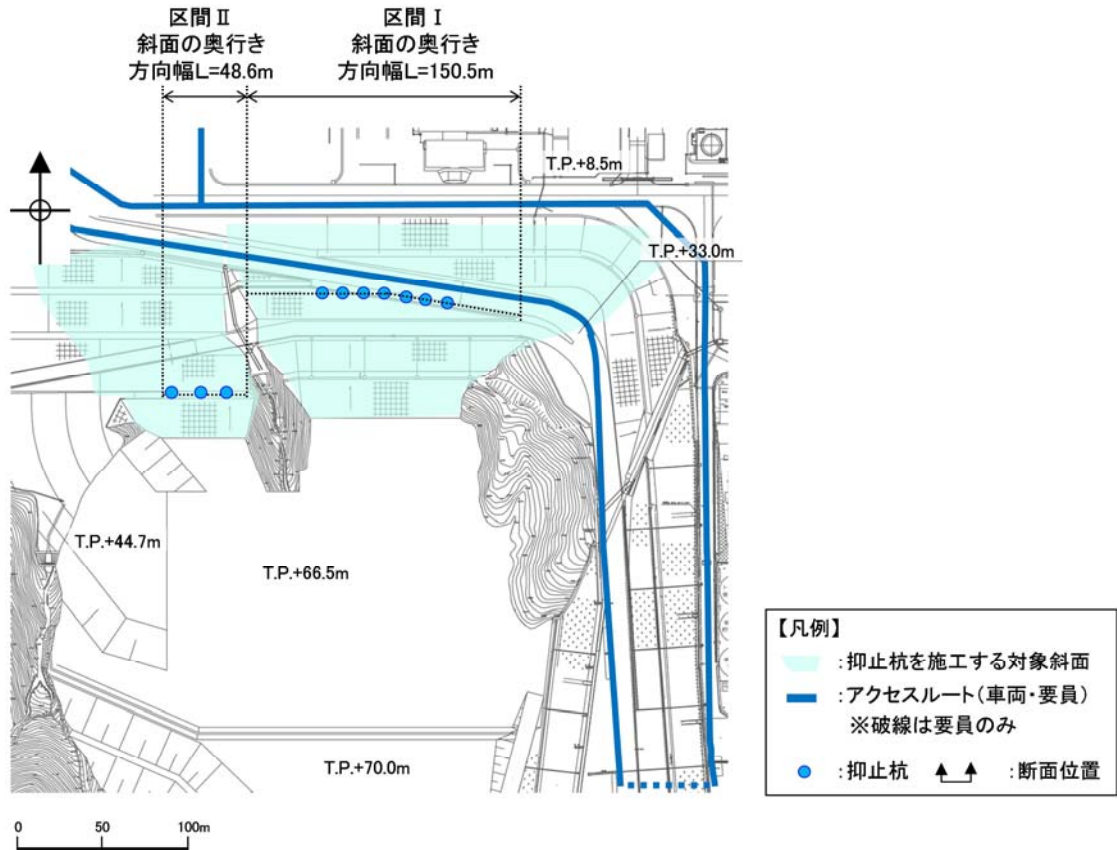 区間Ⅱ
斜面の奥行き
方向幅L=48.6m
区間Ⅰ
斜面の奥行き
方向幅L=150.5m
T.P.+8.5m
T.P.+33.0m
T.P.+44.7m
T.P.+66.5m
T.P.+70.0m
【凡例】
:抑止杭を施工する対象斜面
:アクセスルート(車両・要員)
※破線は要員のみ
:抑止杭
:断面位置
0 50 100m